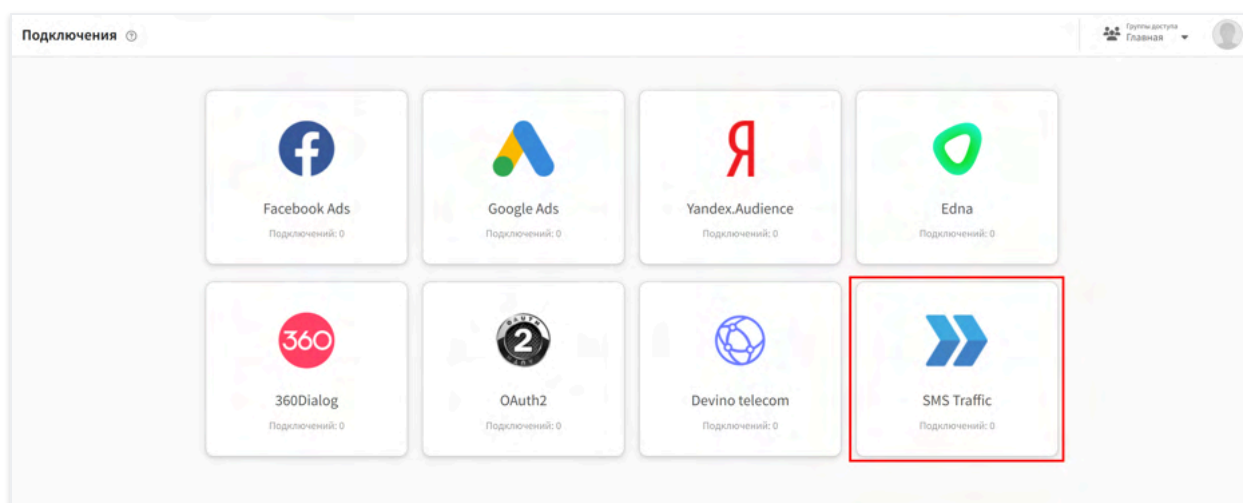 Подключения
Группы доступа
Главная
Facebook Ads
Подключений: 0
Google Ads
Подключений: 0
Я
Yandex.Audience
Подключений: 0
Edna
Подключений: 0
360
360Dialog
Подключений: 0
OAUTH
2
OAuth2
Подключений: 0
Devino telecom
Подключений: 0
SMS Traffic
Подключений: 0